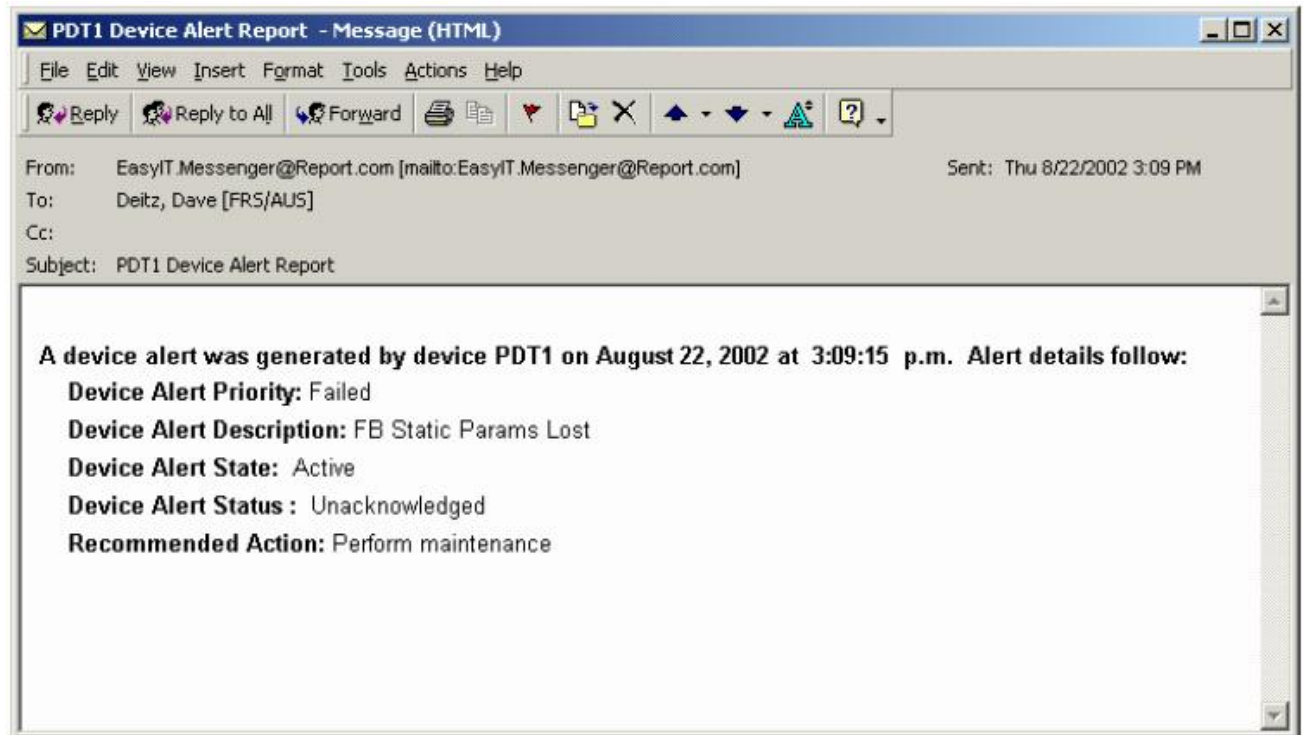 PDT1 Device Alert Report - Message (HTML)
File Edit View Insert Format Tools Actions Help
Reply Reply to All Forward
From: EasyIT.Messenger@Report.com [mailto:EasyIT.Messenger@Report.com] Sent: Thu 8/22/2002 3:09 PM
To: Deitz, Dave [FRS/AUS]
Cc:
Subject: PDT1 Device Alert Report
A device alert was generated by device PDT1 on August 22, 2002 at 3:09:15 p.m. Alert details follow:
Device Alert Priority: Failed
Device Alert Description: FB Static Params Lost
Device Alert State: Active
Device Alert Status : Unacknowledged
Recommended Action: Perform maintenance